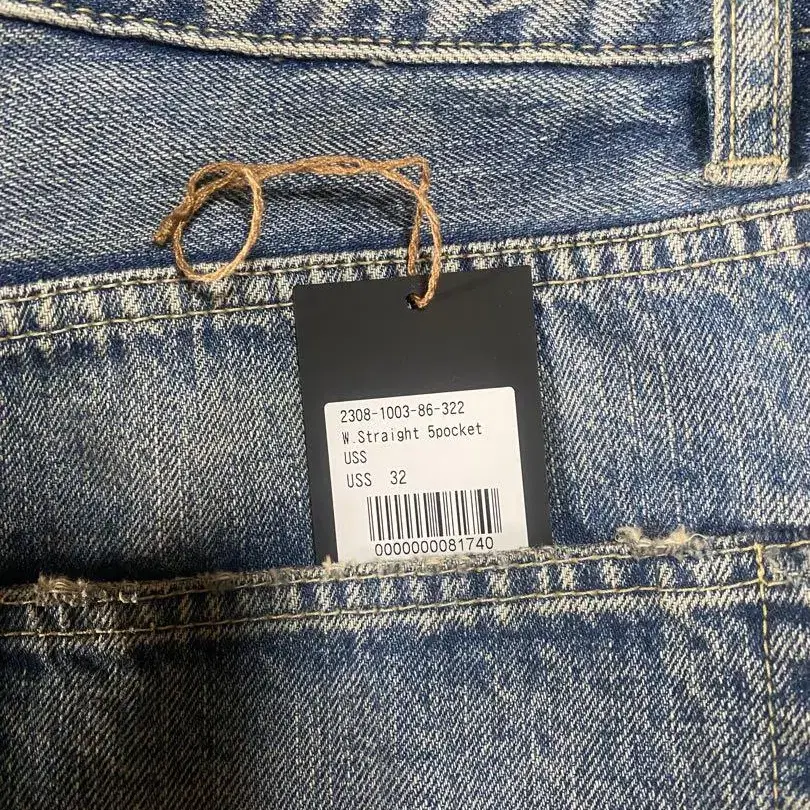 2308-1003-86-322
W.Straight 5pocket
USS
USS 32
0000000081740